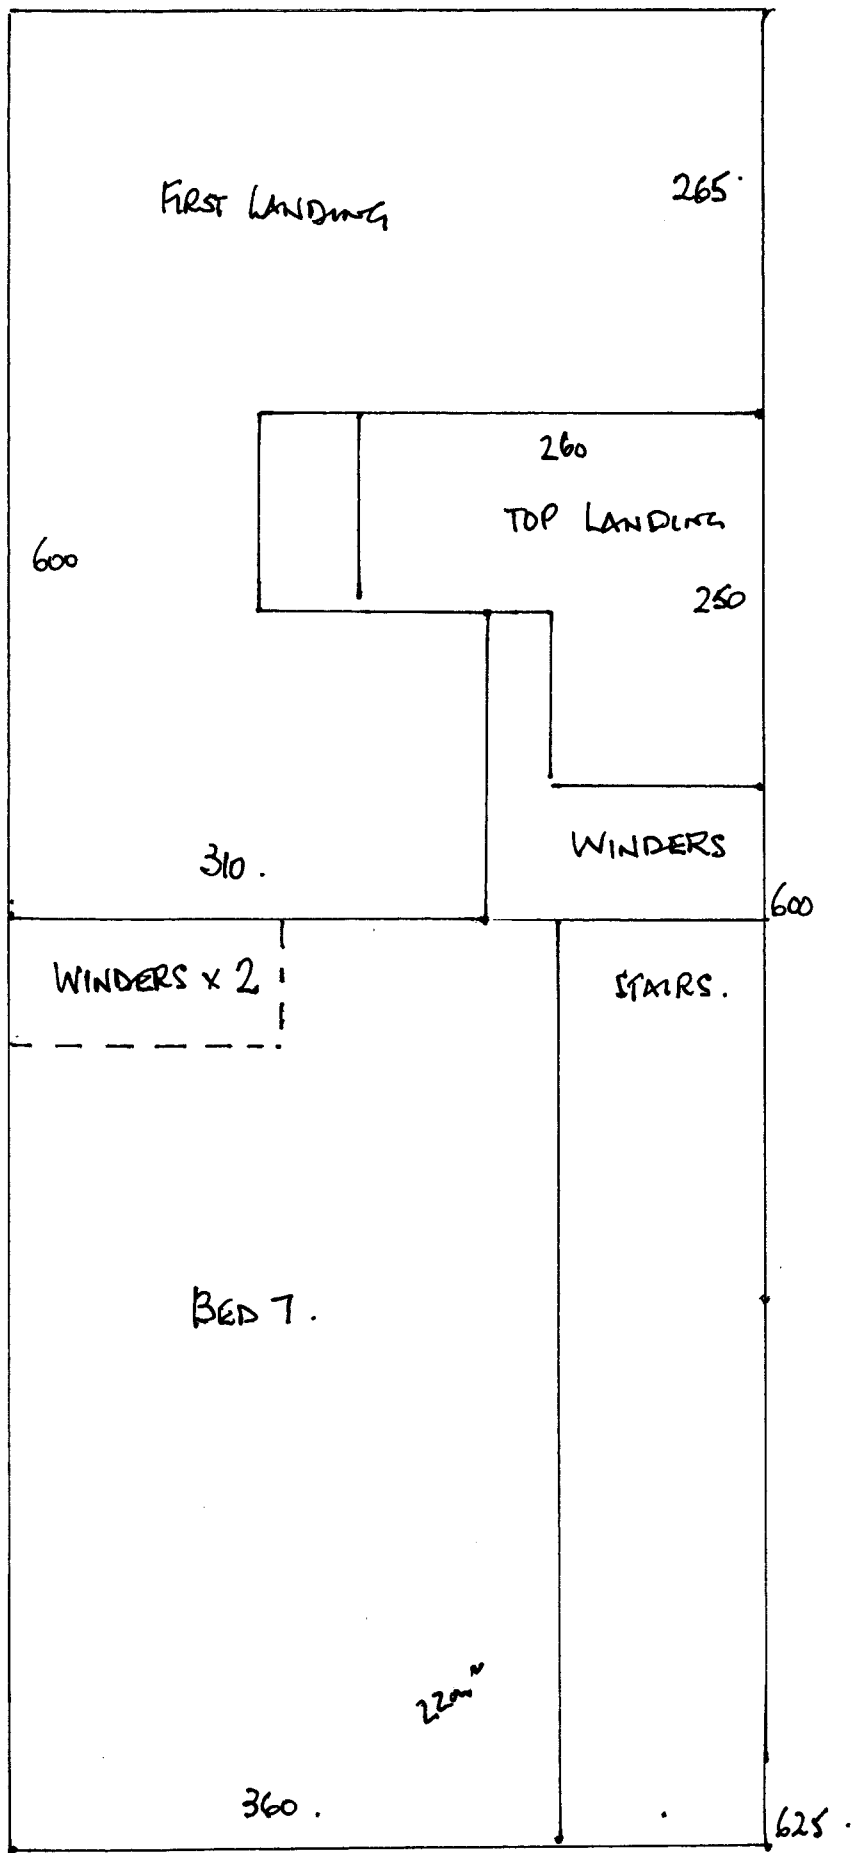 FIRST LANDING
265.
260
TOP LANDING
600
250
310.
WINDERS
600
WINDERS x 2
STAIRS.
BED 7.
360.
625.